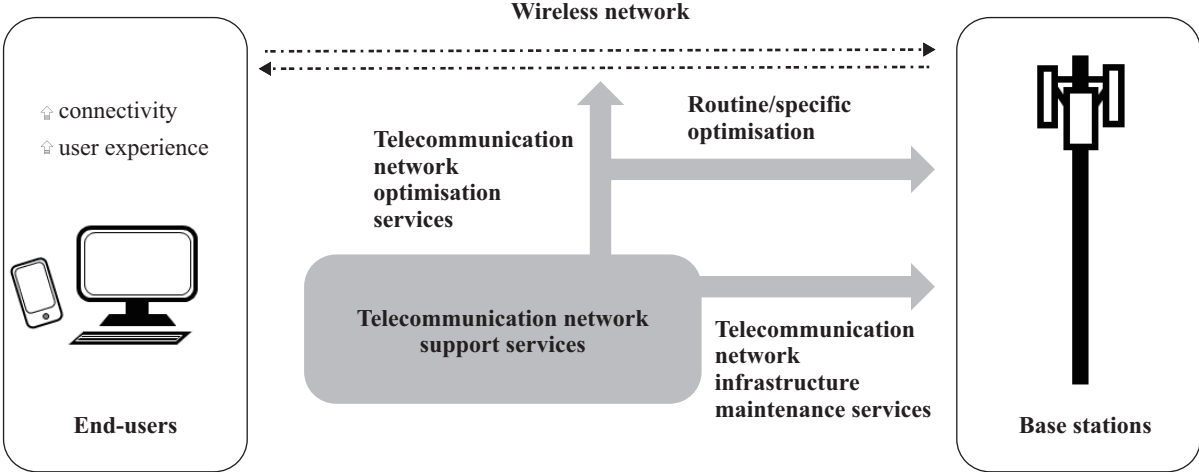 Wireless network
connectivity
user experience
End-users
Telecommunication
network
optimisation
services
Routine/specific
optimisation
Telecommunication network
support services
Telecommunication
network
infrastructure
maintenance services
Base stations